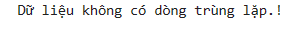 Dữ liệu không có dòng trùng lặp.!